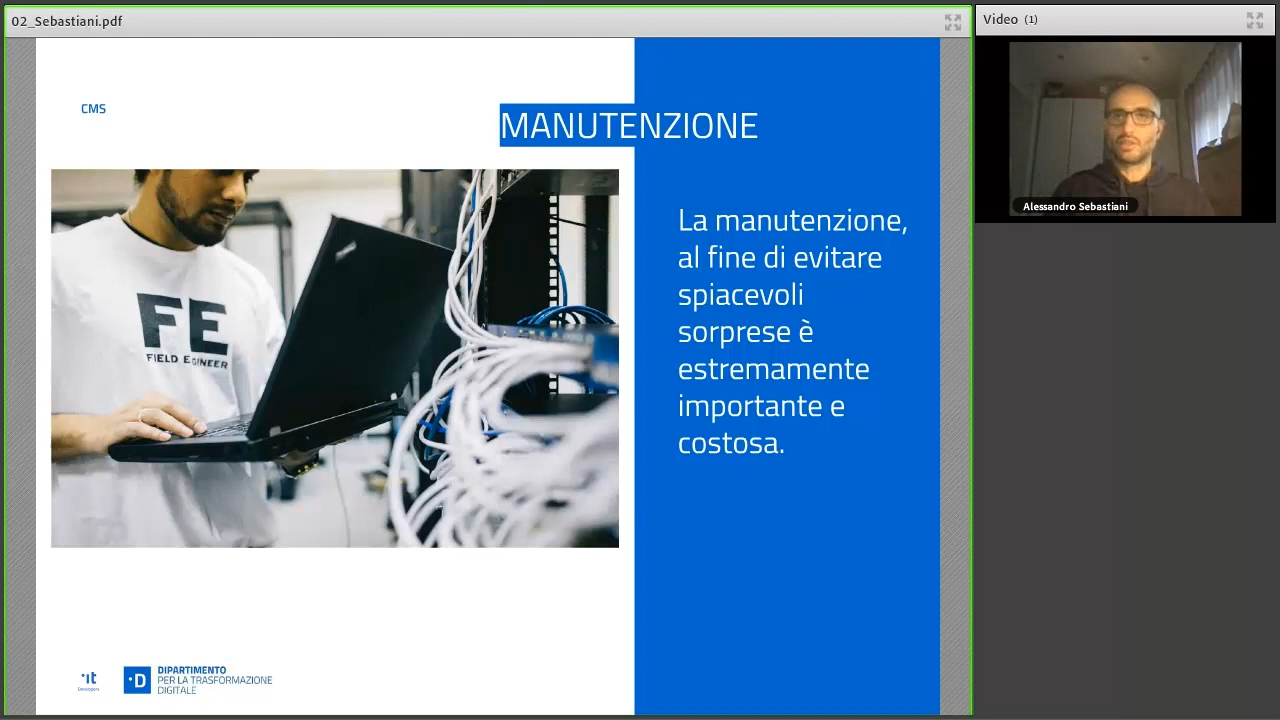 02_Sebastiani.pdf
Video (1)
CMS
MANUTENZIONE
FE
FIELD ENGINEER
La manutenzione,
al fine di evitare
spiacevoli
sorprese è
estremamente
importante e
costosa.
Alessandro Sebastiani
·it
Developers
·D
DIPARTIMENTO
PER LA TRASFORMAZIONE
DIGITALE